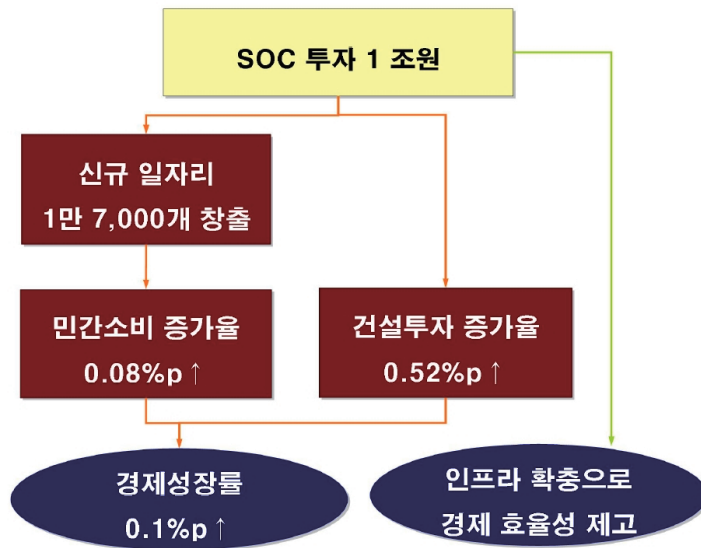 SOC 투자 1 조원
신규 일자리
1만 7,000개 창출
민간소비 증가율
0.08%p ↑
건설투자 증가율
0.52%p ↑
경제성장률
0.1%p ↑
인프라 확충으로
경제 효율성 제고